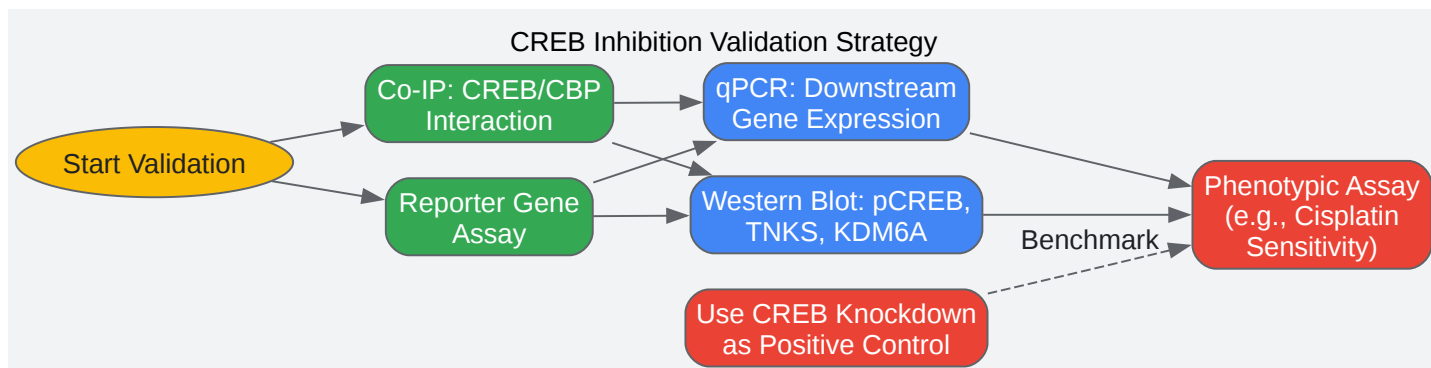 CREB Inhibition Validation Strategy
Start Validation
Co-IP: CREB/CBP
Interaction
Reporter Gene
Assay
qPCR: Downstream
Gene Expression
Western Blot: pCREB,
TNKS, KDM6A
Use CREB Knockdown
as Positive Control
Benchmark
Phenotypic Assay
(e.g., Cisplatin
Sensitivity)